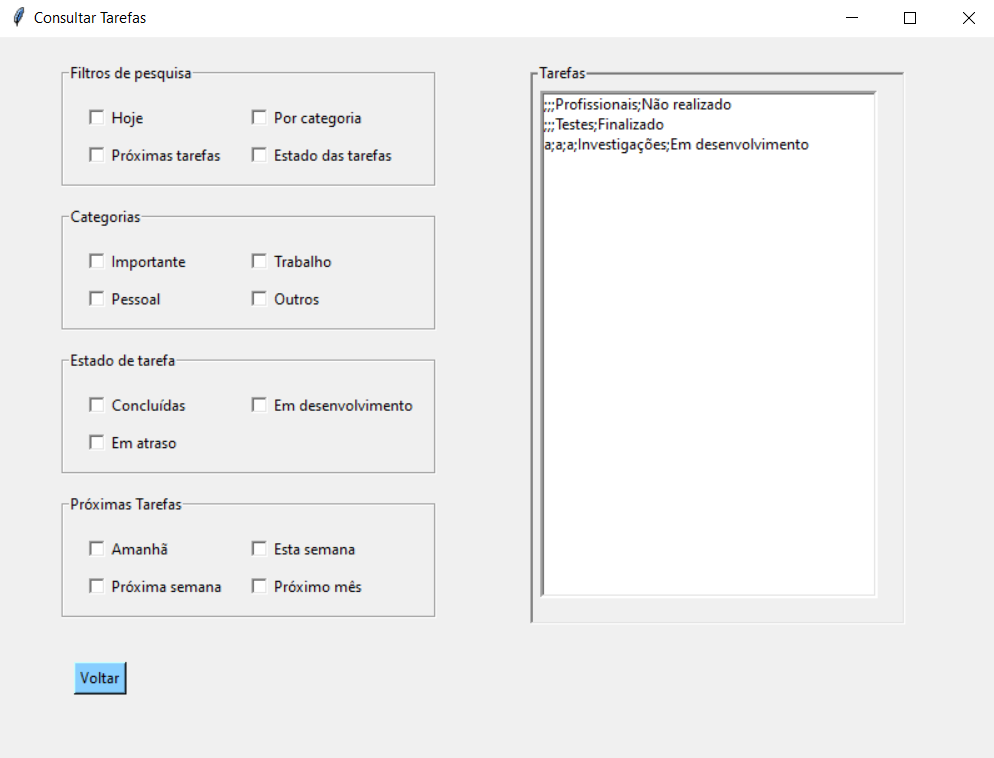 Consultar Tarefas
Filtros de pesquisa
Hoje
Por categoria
Próximas tarefas
Estado das tarefas
Categorias
Importante
Trabalho
Pessoal
Outros
Estado de tarefa
Concluídas
Em desenvolvimento
Em atraso
Próximas Tarefas
Amanhã
Esta semana
Próxima semana
Próximo mês
Voltar
Tarefas
;;;Profissionais;Não realizado
;;;Testes;Finalizado
a;a;a;Investigações;Em desenvolvimento